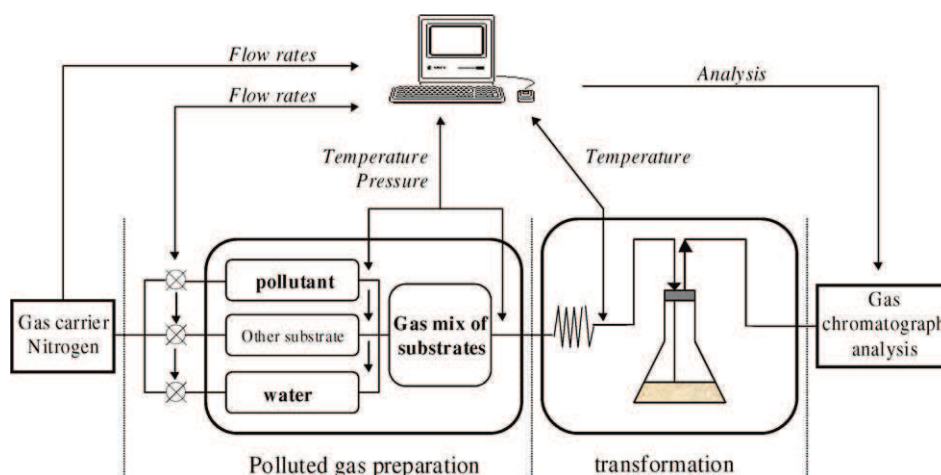 Flow rates
Flow rates
Analysis
Temperature
Pressure
Temperature
Gas carrier
Nitrogen
pollutant
Other substrate
water
Gas mix of
substrates
Gas
chromatograph
analysis
Polluted gas preparation
transformation